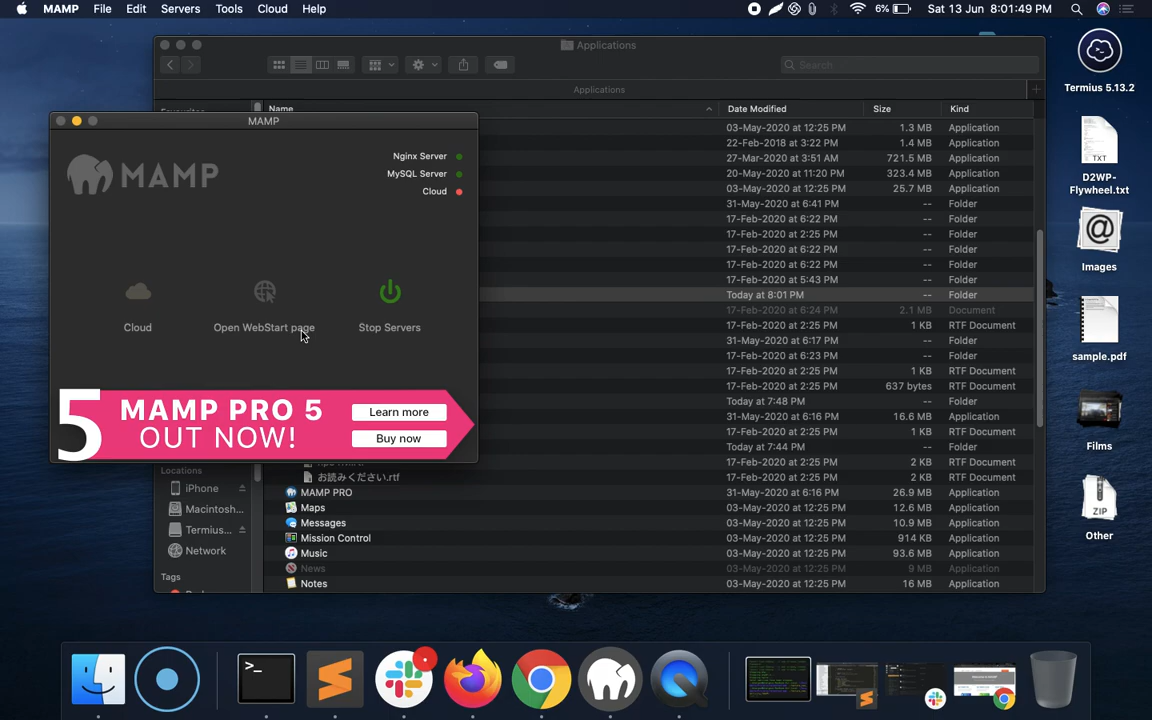 MAMP File Edit Servers Tools Cloud Help 6% Sat 13 Jun 8:01:49 PM
Applications
Search
Applications
Name Date Modified Size Kind
MAMP
MAMP
Nginx Server
MySQL Server
Cloud
Cloud
Open WebStart page
Stop Servers
5 MAMP PRO 5
OUT NOW!
Learn more
Buy now
03-May-2020 at 12:25 PM 1.3 MB Application
22-Feb-2018 at 3:22 PM 1.4 MB Application
27-Mar-2020 at 3:51 AM 721.5 MB Application
20-May-2020 at 11:20 PM 323.4 MB Application
03-May-2020 at 12:25 PM 25.7 MB Application
31-May-2020 at 6:41 PM -- Folder
17-Feb-2020 at 6:22 PM -- Folder
17-Feb-2020 at 2:25 PM -- Folder
17-Feb-2020 at 6:22 PM -- Folder
17-Feb-2020 at 6:22 PM -- Folder
17-Feb-2020 at 5:43 PM -- Folder
Today at 8:01 PM -- Folder
17-Feb-2020 at 6:24 PM 2.1 MB Document
17-Feb-2020 at 2:25 PM 1 KB RTF Document
31-May-2020 at 6:17 PM -- Folder
17-Feb-2020 at 6:23 PM -- Folder
17-Feb-2020 at 2:25 PM 1 KB RTF Document
17-Feb-2020 at 2:25 PM 637 bytes RTF Document
Today at 7:48 PM -- Folder
31-May-2020 at 6:16 PM 16.6 MB Application
17-Feb-2020 at 2:25 PM 1 KB RTF Document
Today at 7:44 PM -- Folder
17-Feb-2020 at 2:25 PM 2 KB RTF Document
お読みください.rtf 17-Feb-2020 at 2:25 PM 2 KB RTF Document
MAMP PRO 31-May-2020 at 6:16 PM 26.9 MB Application
Maps 03-May-2020 at 12:25 PM 12.6 MB Application
Messages 03-May-2020 at 12:25 PM 10.9 MB Application
Mission Control 03-May-2020 at 12:25 PM 914 KB Application
Music 03-May-2020 at 12:25 PM 93.6 MB Application
News 03-May-2020 at 12:25 PM 9 MB Application
Notes 03-May-2020 at 12:25 PM 16 MB Application
Locations
iPhone
Macintosh...
Termius...
Network
Tags
Termius 5.13.2
TXT
D2WP-
Flywheel.txt
Images
sample.pdf
Films
ZIP
Other